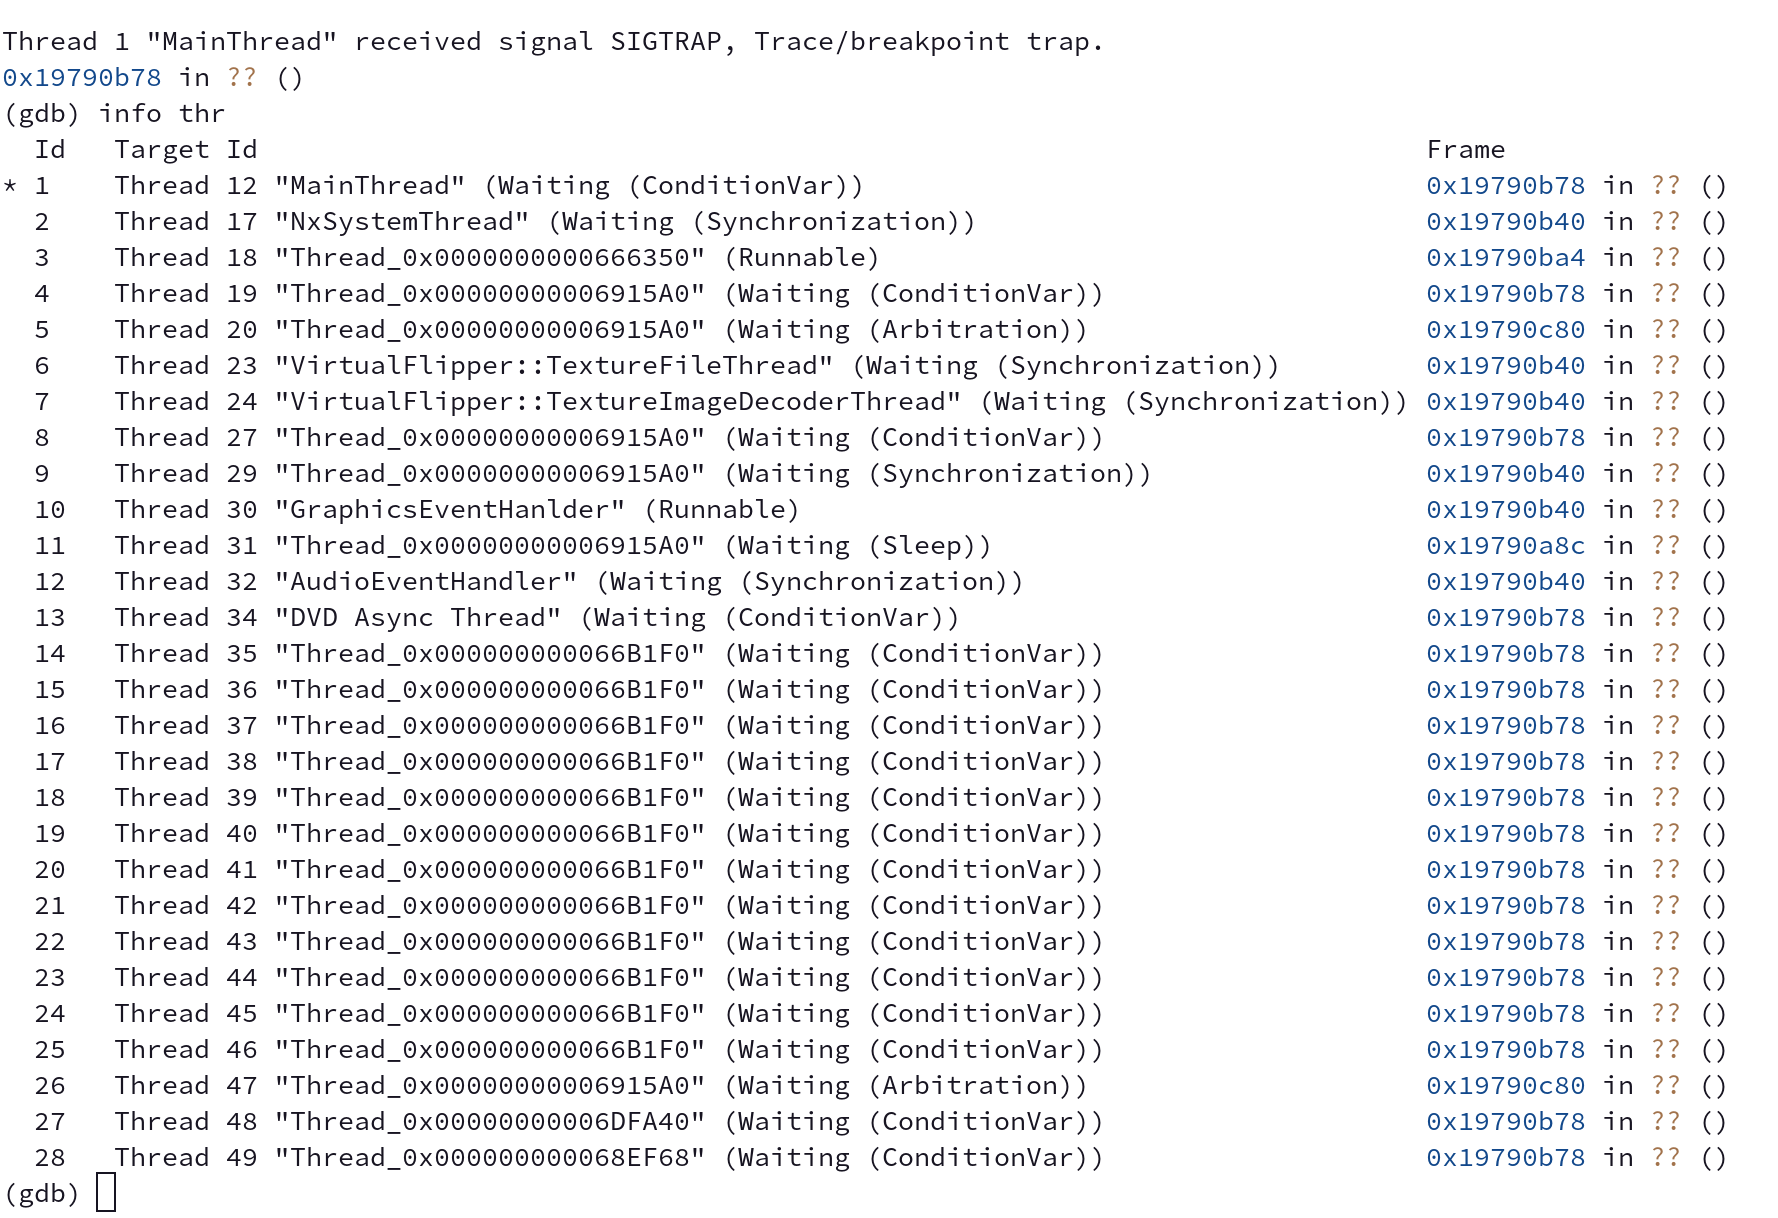 Thread 1 "MainThread" received signal SIGTRAP, Trace/breakpoint trap.
0x19790b78 in ?? ()
(gdb) info thr
  Id   Target Id                                                                         Frame
* 1    Thread 12 "MainThread" (Waiting (ConditionVar))                                   0x19790b78 in ?? ()
  2    Thread 17 "NxSystemThread" (Waiting (Synchronization))                            0x19790b40 in ?? ()
  3    Thread 18 "Thread_0x0000000000666350" (Runnable)                                  0x19790ba4 in ?? ()
  4    Thread 19 "Thread_0x00000000006915A0" (Waiting (ConditionVar))                    0x19790b78 in ?? ()
  5    Thread 20 "Thread_0x00000000006915A0" (Waiting (Arbitration))                     0x19790c80 in ?? ()
  6    Thread 23 "VirtualFlipper::TextureFileThread" (Waiting (Synchronization))         0x19790b40 in ?? ()
  7    Thread 24 "VirtualFlipper::TextureImageDecoderThread" (Waiting (Synchronization)) 0x19790b40 in ?? ()
  8    Thread 27 "Thread_0x00000000006915A0" (Waiting (ConditionVar))                    0x19790b78 in ?? ()
  9    Thread 29 "Thread_0x00000000006915A0" (Waiting (Synchronization))                 0x19790b40 in ?? ()
  10   Thread 30 "GraphicsEventHanlder" (Runnable)                                       0x19790b40 in ?? ()
  11   Thread 31 "Thread_0x00000000006915A0" (Waiting (Sleep))                           0x19790a8c in ?? ()
  12   Thread 32 "AudioEventHandler" (Waiting (Synchronization))                         0x19790b40 in ?? ()
  13   Thread 34 "DVD Async Thread" (Waiting (ConditionVar))                             0x19790b78 in ?? ()
  14   Thread 35 "Thread_0x000000000066B1F0" (Waiting (ConditionVar))                    0x19790b78 in ?? ()
  15   Thread 36 "Thread_0x000000000066B1F0" (Waiting (ConditionVar))                    0x19790b78 in ?? ()
  16   Thread 37 "Thread_0x000000000066B1F0" (Waiting (ConditionVar))                    0x19790b78 in ?? ()
  17   Thread 38 "Thread_0x000000000066B1F0" (Waiting (ConditionVar))                    0x19790b78 in ?? ()
  18   Thread 39 "Thread_0x000000000066B1F0" (Waiting (ConditionVar))                    0x19790b78 in ?? ()
  19   Thread 40 "Thread_0x000000000066B1F0" (Waiting (ConditionVar))                    0x19790b78 in ?? ()
  20   Thread 41 "Thread_0x000000000066B1F0" (Waiting (ConditionVar))                    0x19790b78 in ?? ()
  21   Thread 42 "Thread_0x000000000066B1F0" (Waiting (ConditionVar))                    0x19790b78 in ?? ()
  22   Thread 43 "Thread_0x000000000066B1F0" (Waiting (ConditionVar))                    0x19790b78 in ?? ()
  23   Thread 44 "Thread_0x000000000066B1F0" (Waiting (ConditionVar))                    0x19790b78 in ?? ()
  24   Thread 45 "Thread_0x000000000066B1F0" (Waiting (ConditionVar))                    0x19790b78 in ?? ()
  25   Thread 46 "Thread_0x000000000066B1F0" (Waiting (ConditionVar))                    0x19790b78 in ?? ()
  26   Thread 47 "Thread_0x00000000006915A0" (Waiting (Arbitration))                     0x19790c80 in ?? ()
  27   Thread 48 "Thread_0x00000000006DFA40" (Waiting (ConditionVar))                    0x19790b78 in ?? ()
  28   Thread 49 "Thread_0x000000000068EF68" (Waiting (ConditionVar))                    0x19790b78 in ?? ()
(gdb)